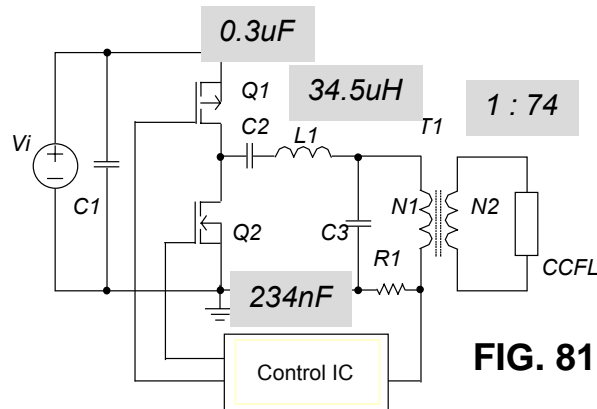 0.3uF
Q1
34.5uH
1 : 74
C2
L1
T1
Vi
C1
N1
N2
Q2
C3
R1
CCFL
234nF
Control IC
FIG. 81